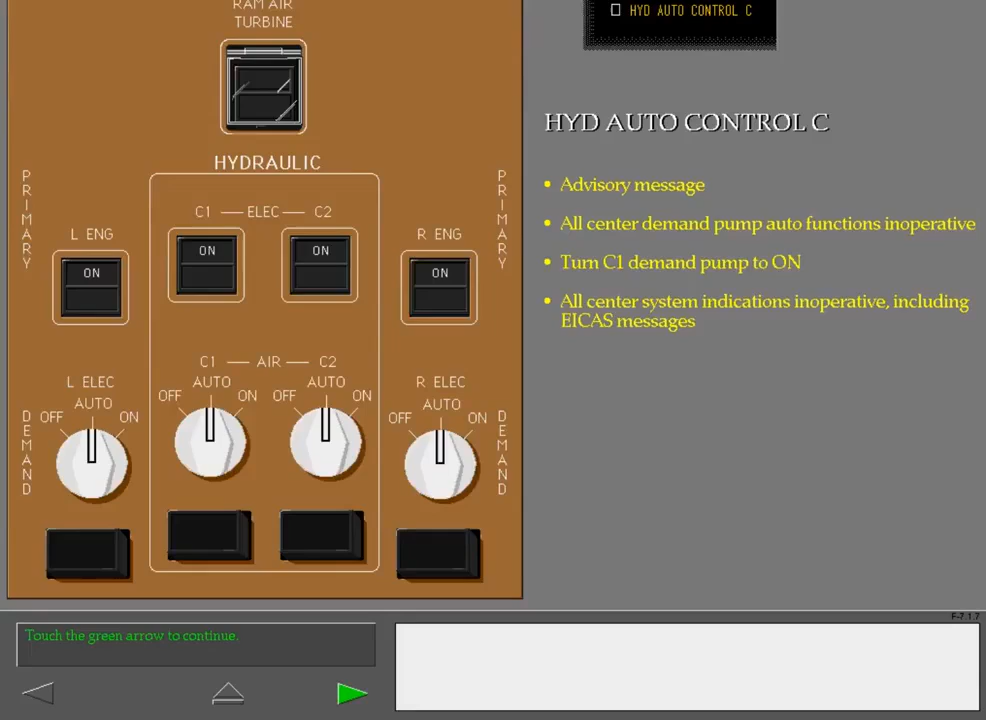 RAM AIR
TURBINE
HYD AUTO CONTROL C
HYDRAULIC
PRIMARY
PRIMARY
C1 ELEC C2
L ENG
R ENG
ON
ON
ON
ON
C1 AIR C2
L ELEC
AUTO
AUTO
R ELEC
OFF
ON
OFF
ON
AUTO
AUTO
OFF
ON
OFF
ON
DEMAND
DEMAND
HYD AUTO CONTROL C
• Advisory message
• All center demand pump auto functions inoperative
• Turn C1 demand pump to ON
• All center system indications inoperative, including
EICAS messages
F-7.1.7
Touch the green arrow to continue.